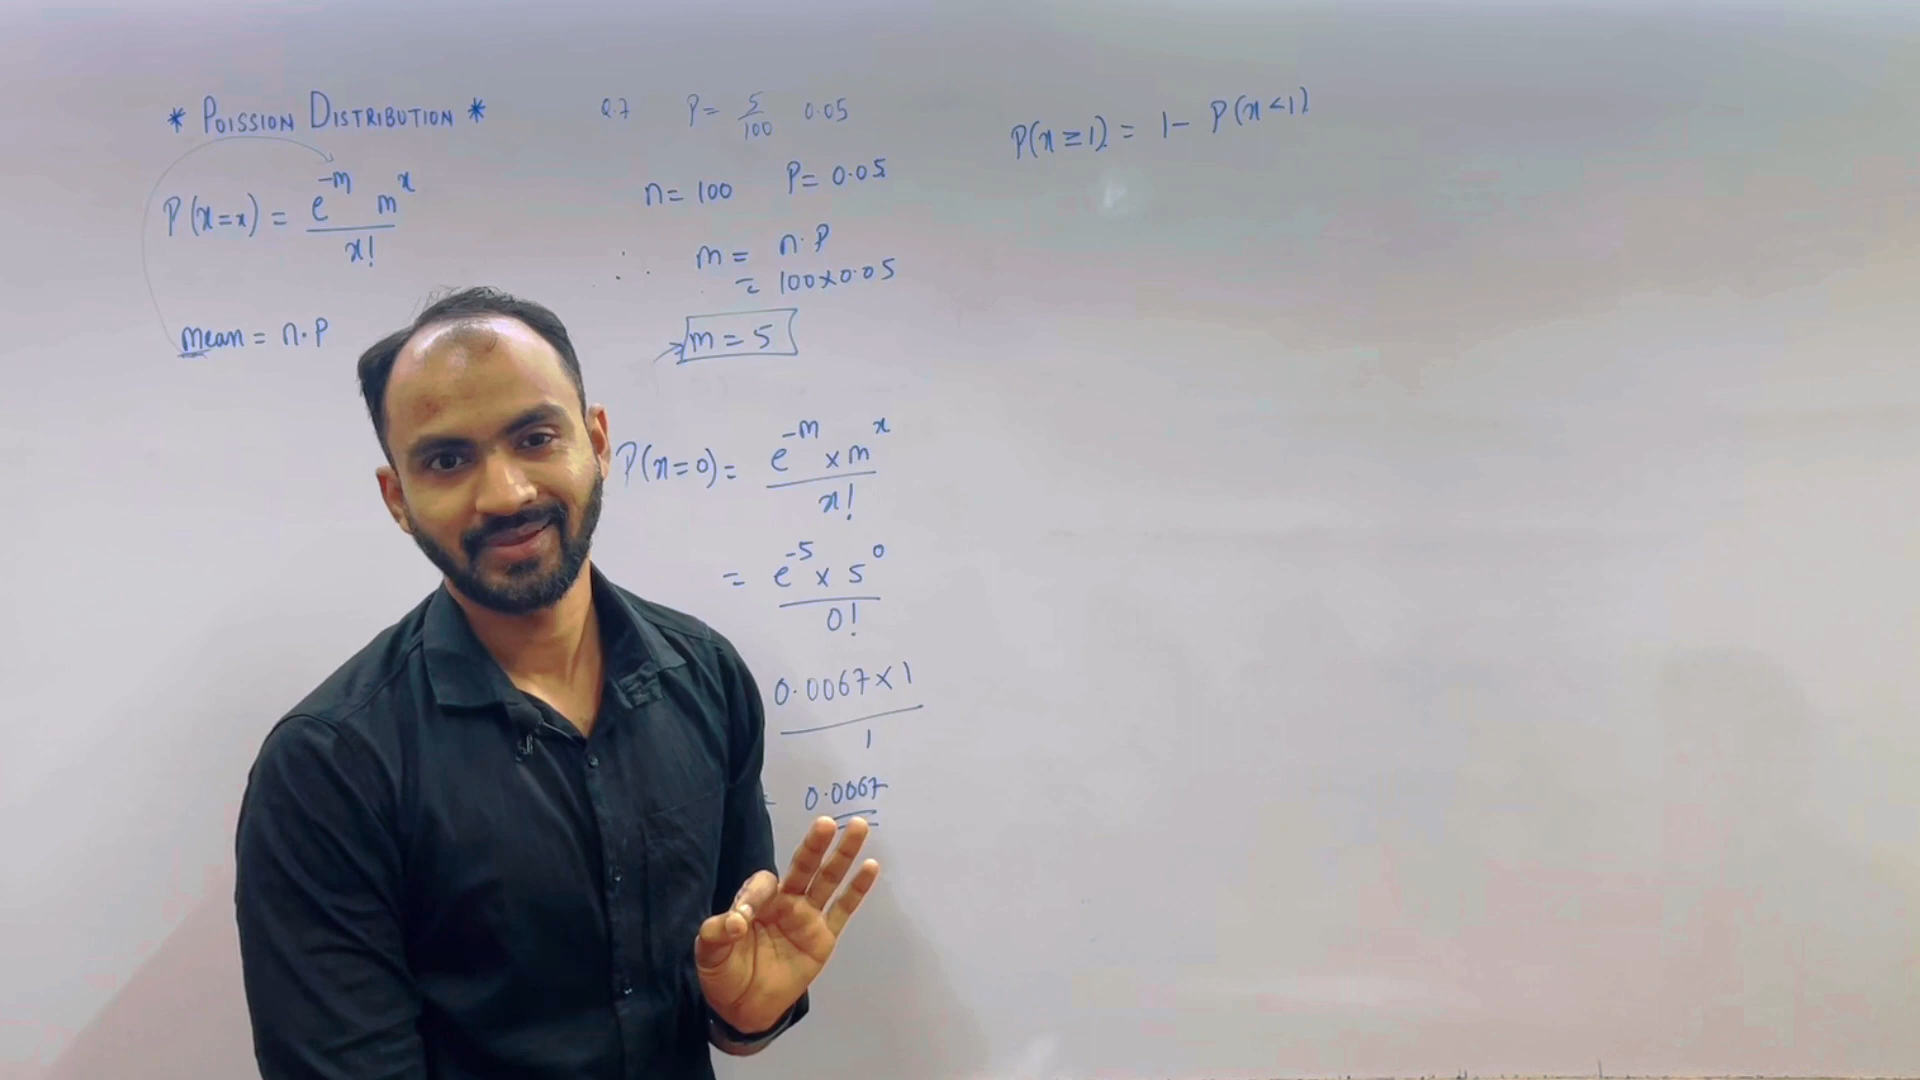 * POISSION DISTRIBUTION *
P(x=x) = e^-m m^x / x!
mean = n.P
Q.7 P= 5/100 0.05
n= 100 P= 0.05
∴ m = n.P
= 100×0.05
m = 5
P(x=0)= e^-m × m^x / x!
= e^-5 × 5^0 / 0!
0.0067×1 / 1
= 0.0067
P(x≥1) = 1- P(x<1)